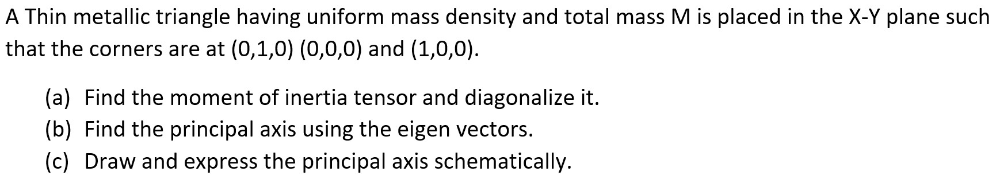 A Thin metallic triangle having uniform mass density and total mass M is placed in the X-Y plane such
that the corners are at (0,1,0) (0,0,0) and (1,0,0).
(a) Find the moment of inertia tensor and diagonalize it.
(b) Find the principal axis using the eigen vectors.
(c) Draw and express the principal axis schematically.